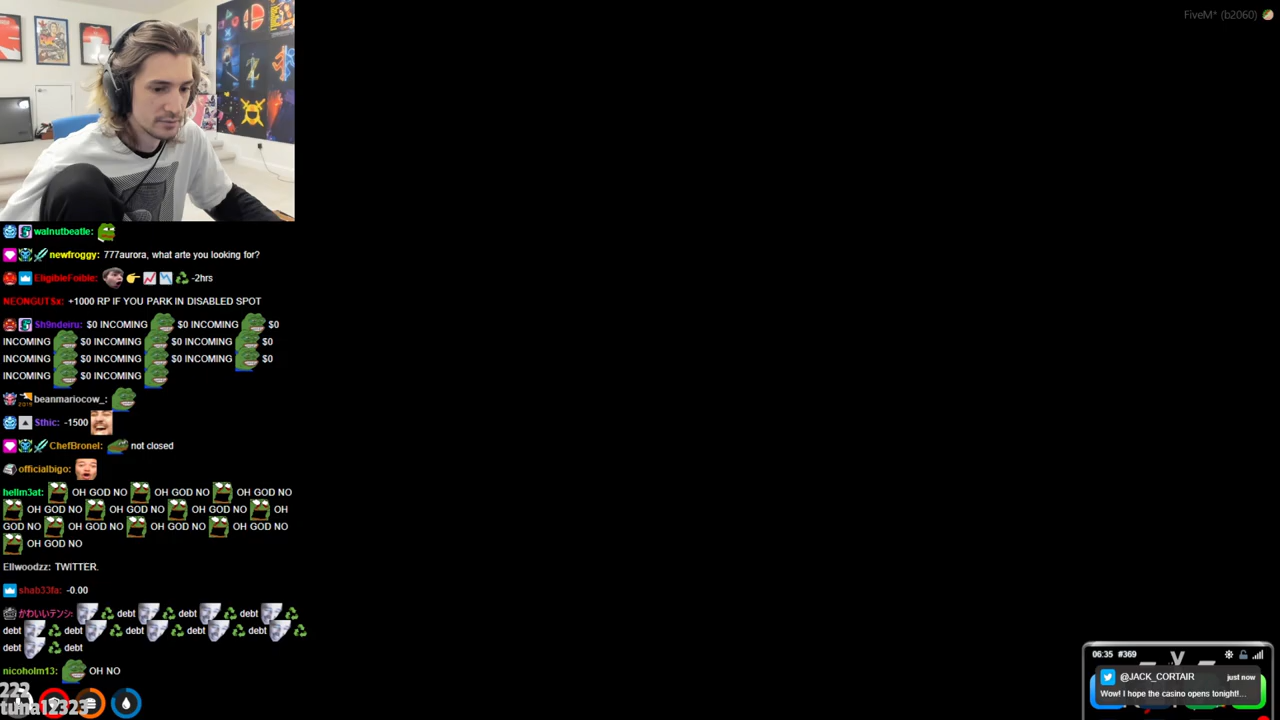 FiveM* (b2060)
walnutbeatle:
newfroggy: 777aurora, what arte you looking for?
EligibleFoible: -2hrs
NEONGUTSx: +1000 RP IF YOU PARK IN DISABLED SPOT
Sh9ndeiru: $0 INCOMING $0 INCOMING $0
INCOMING $0 INCOMING $0 INCOMING $0
INCOMING $0 INCOMING $0 INCOMING $0
INCOMING $0 INCOMING
beanmariocow_:
Sthic: -1500
ChefBronel: not closed
officialbigo:
hellm3at: OH GOD NO OH GOD NO OH GOD NO
OH GOD NO OH GOD NO OH GOD NO OH
GOD NO OH GOD NO OH GOD NO OH GOD NO
OH GOD NO
Ellwoodzz: TWITTER.
shab33fa: -0.00
かわいいテンシ: debt debt debt
debt debt debt debt debt
debt debt
nicoholm13: OH NO
222
tuna12323
06:35 #369
@JACK_CORTAIR just now
Wow! I hope the casino opens tonight!...